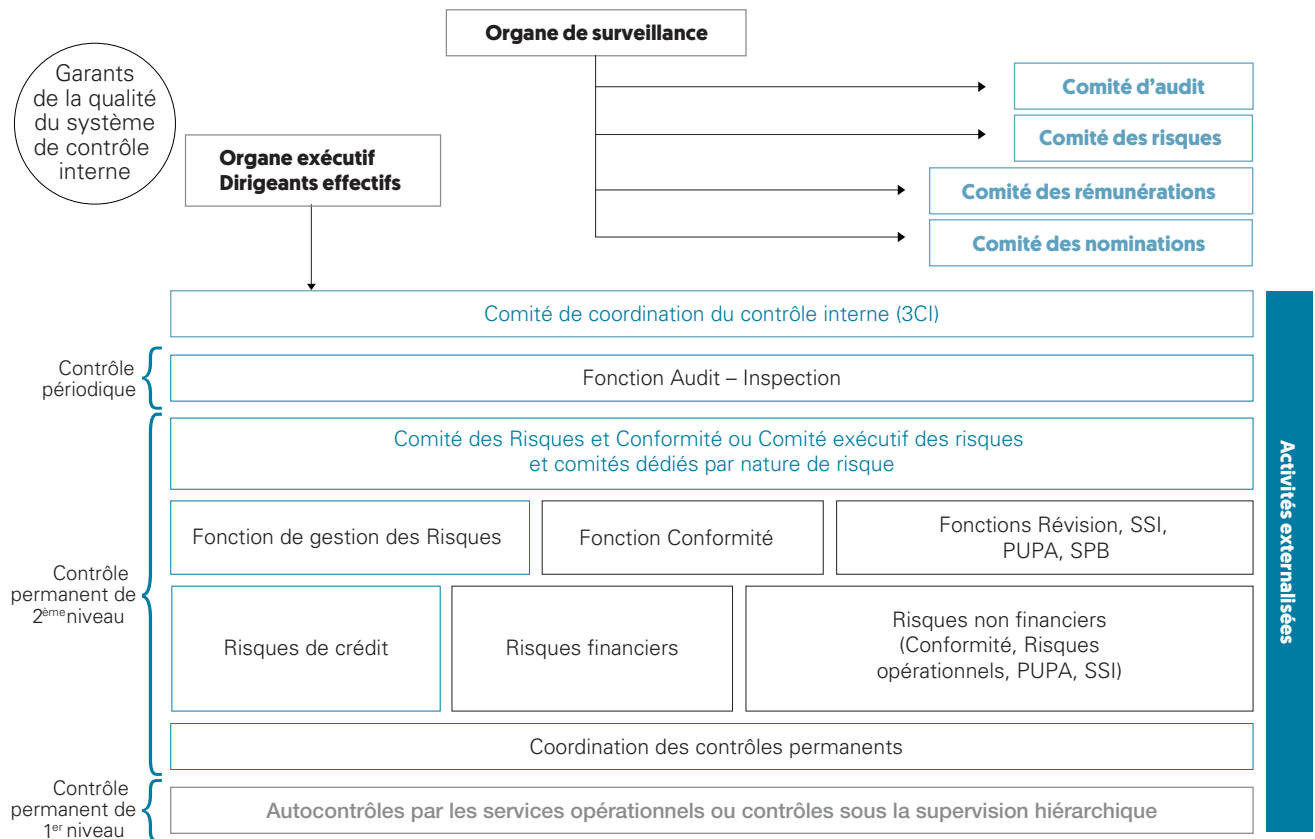 Organe de surveillance
Garants
de la qualité
du système
de contrôle
interne
Organe exécutif
Dirigeants effectifs
Comité d'audit
Comité des risques
Comité des rémunérations
Comité des nominations
Comité de coordination du contrôle interne (3CI)
Contrôle
périodique
Fonction Audit – Inspection
Comité des Risques et Conformité ou Comité exécutif des risques
et comités dédiés par nature de risque
Contrôle
permanent de
2ème niveau
Fonction de gestion des Risques
Fonction Conformité
Fonctions Révision, SSI,
PUPA, SPB
Risques de crédit
Risques financiers
Risques non financiers
(Conformité, Risques
opérationnels, PUPA, SSI)
Coordination des contrôles permanents
Contrôle
permanent de
1er niveau
Autocontrôles par les services opérationnels ou contrôles sous la supervision hiérarchique
Activités externalisées